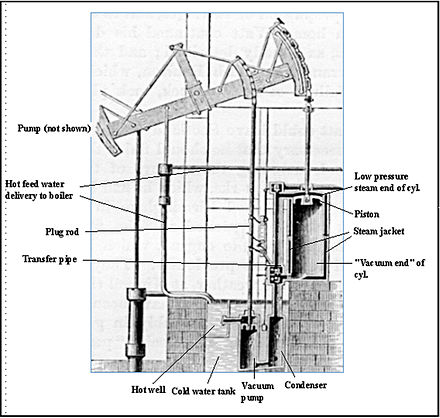 Pump (not shown)
Hot feed water
delivery to boiler
Plug rod
Transfer pipe
Low pressure
steam end of cyl.
Piston
Steam jacket
"Vacuum end" of
cyl.
Hot well
Cold water tank
Vacuum
pump
Condenser